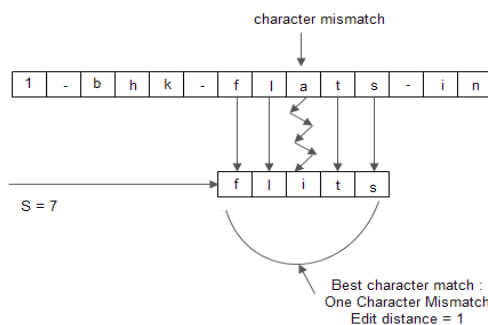 character mismatch
1 - b h k - f l a t s - i n
f l i t s
S = 7
Best character match :
One Character Mismatch
Edit distance = 1